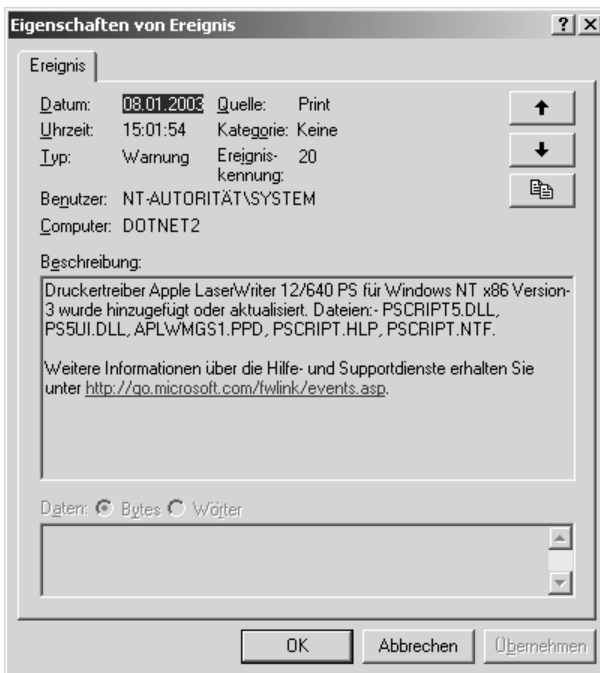 Eigenschaften von Ereignis
Ereignis
Datum: 08.01.2003 Quelle: Print
Uhrzeit: 15:01:54 Kategorie: Keine
Typ: Warnung Ereignis-kennung: 20
Benutzer: NT-AUTORITÄT\SYSTEM
Computer: DOTNET2
Beschreibung:
Druckertreiber Apple LaserWriter 12/640 PS für Windows NT x86 Version-
3 wurde hinzugefügt oder aktualisiert. Dateien:- PSCRIPT5.DLL,
PS5UI.DLL, APLWMGS1.PPD, PSCRIPT.HLP, PSCRIPT.NTF.
Weitere Informationen über die Hilfe- und Supportdienste erhalten Sie
unter http://go.microsoft.com/fwlink/events.asp.
Daten: Bytes Wörter
OK Abbrechen Übernehmen